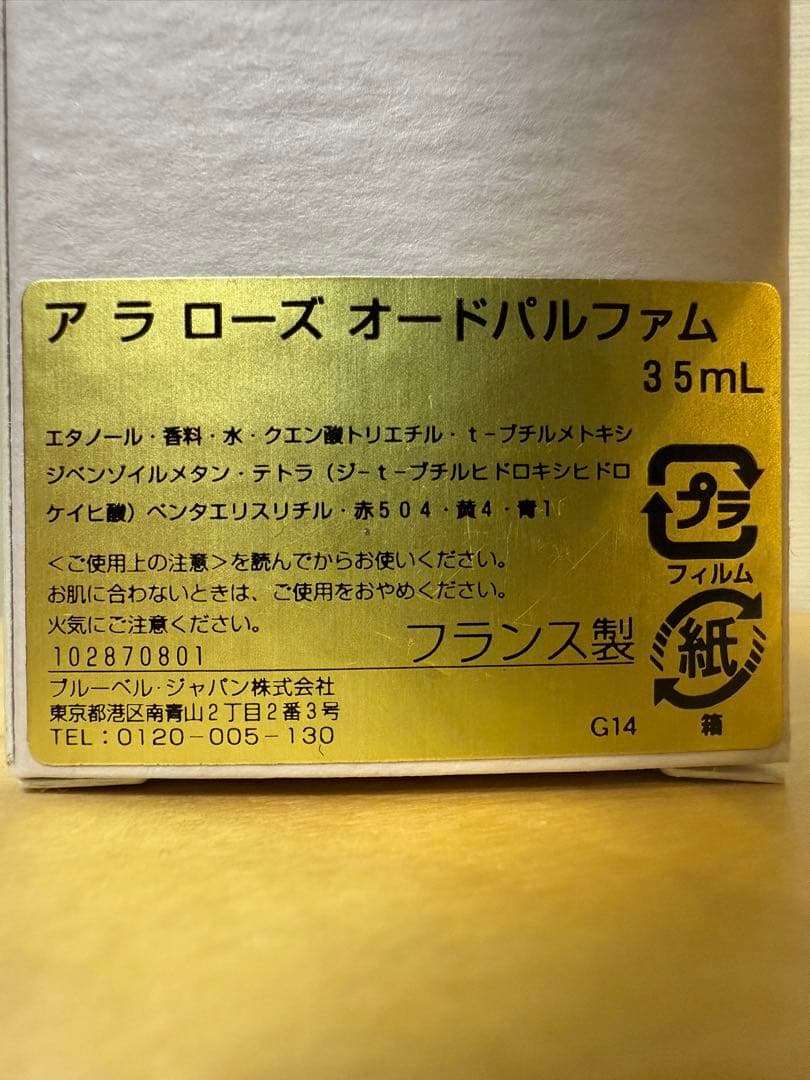 ア ラ ローズ オードパルファム
35mL
エタノール・香料・水・クエン酸トリエチル・t-ブチルメトキシ
ジベンゾイルメタン・テトラ（ジ-t-ブチルヒドロキシヒドロ
ケイヒ酸）ペンタエリスリチル・赤504・黄4・青1
プラ
フィルム
＜ご使用上の注意＞を読んでからお使いください。
お肌に合わないときは、ご使用をおやめください。
火気にご注意ください。
フランス製
紙
箱
102870801
ブルーベル・ジャパン株式会社
東京都港区南青山2丁目2番3号
TEL：0120-005-130
G14